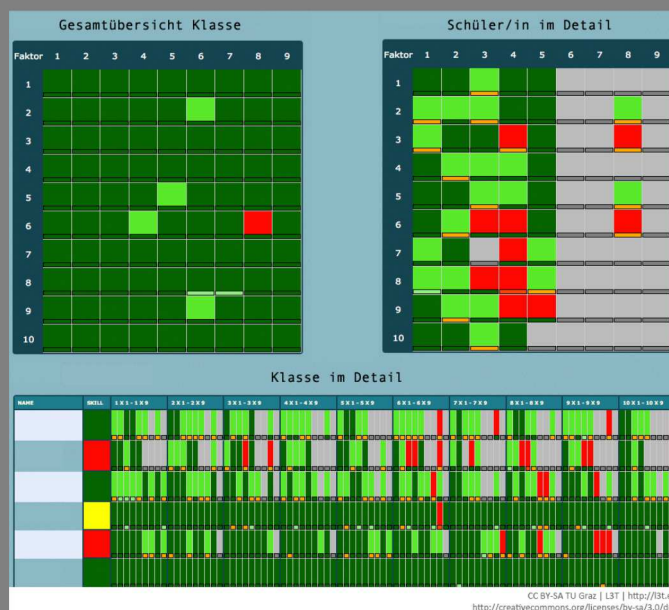 Gesamtübersicht Klasse
Faktor 1 2 3 4 5 6 7 8 9
1
2
3
4
5
6
7
8
9
10
Schüler/in im Detail
Faktor 1 2 3 4 5 6 7 8 9
1
2
3
4
5
6
7
8
9
10
Klasse im Detail
NAME SKILL 1X1-1X9 2X1-2X9 3X1-3X9 4X1-4X9 5X1-5X9 6X1-6X9 7X1-7X9 8X1-8X9 9X1-9X9 10X1-10X9
CC BY-SA TU Graz | L3T | http://l3t.e
http://creativecommons.org/licenses/by-sa/3.0/d